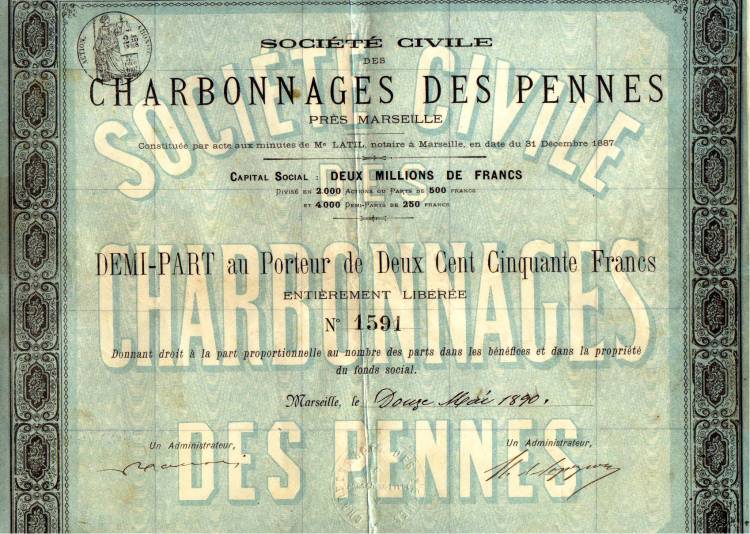 SOCIÉTÉ CIVILE
DES
CHARBONNAGES DES PENNES
PRÈS MARSEILLE
Constituée par acte aux minutes de Me LATIL, notaire à Marseille, en date du 31 Décembre 1887.
CAPITAL SOCIAL : DEUX MILLIONS DE FRANCS
DIVISÉ EN 2.000 ACTIONS OU PARTS DE 500 FRANCS
ET 4.000 DEMI-PARTS DE 250 FRANCS
DEMI-PART au Porteur de Deux Cent Cinquante Francs
ENTIÈREMENT LIBÉRÉE
N° 1591
Donnant droit à la part proportionnelle au nombre des parts dans les bénéfices et dans la propriété
du fonds social.
Marseille, le Douze Mai 1890.
Un Administrateur,
Un Administrateur,
SOCIÉTÉ CIVILE
DES
CHARBONNAGES
DES PENNES